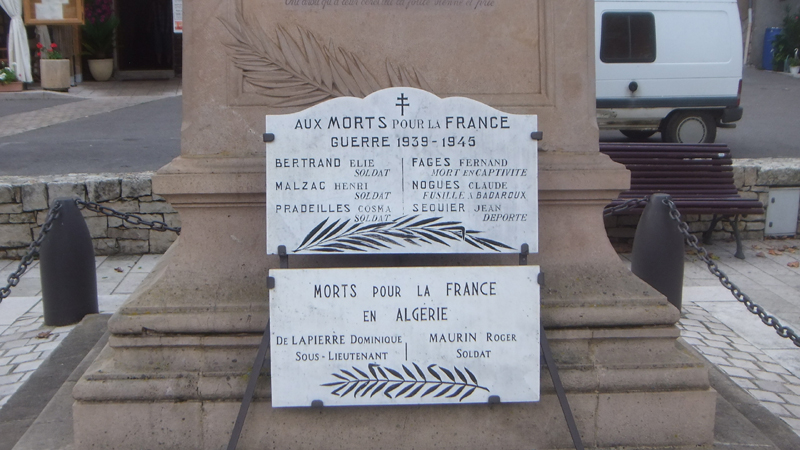 AUX MORTS POUR LA FRANCE
GUERRE 1939-1945
BERTRAND ELIE
SOLDAT
MALZAC HENRI
SOLDAT
PRADEILLES COSMA
SOLDAT
FAGES FERNAND
MORT EN CAPTIVITE
NOGUES CLAUDE
FUSILLE A BADAROUX
SEQUIER JEAN
DEPORTE
MORTS POUR LA FRANCE
EN ALGÉRIE
DE LAPIERRE DOMINIQUE
SOUS-LIEUTENANT
MAURIN ROGER
SOLDAT